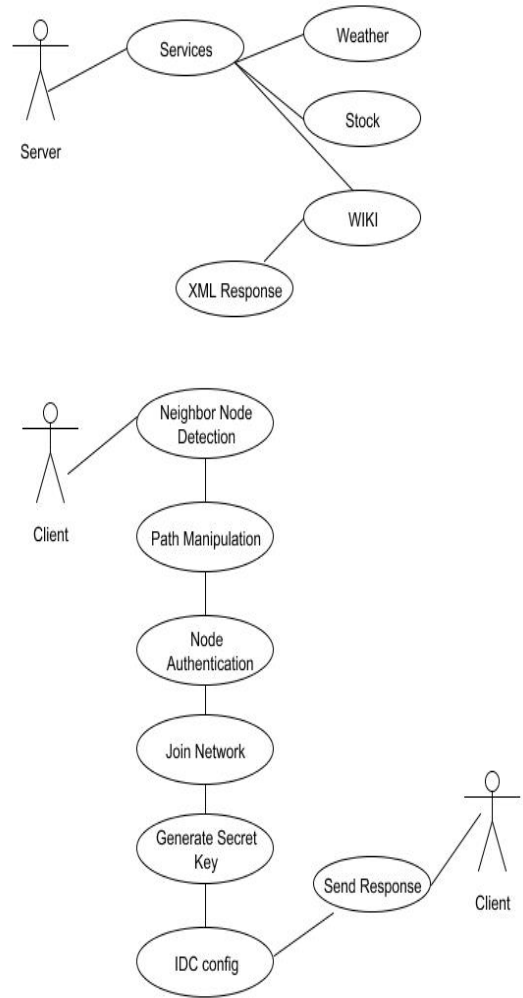 Services
Weather
Stock
Server
WIKI
XML Response
Neighbor Node
Detection
Client
Path Manipulation
Node
Authentication
Join Network
Generate Secret
Key
Send Response
Client
IDC config